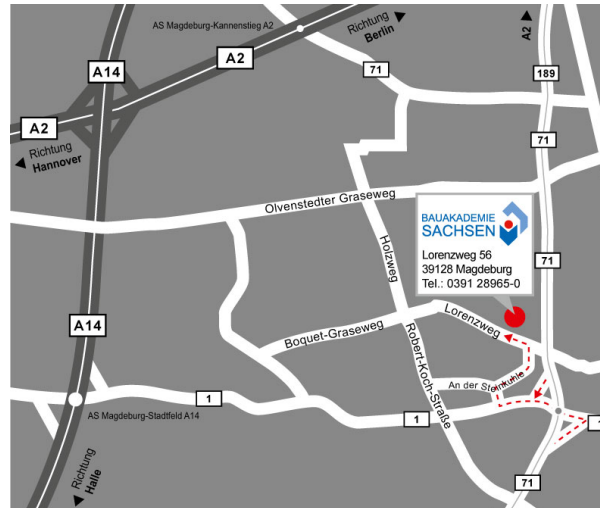 AS Magdeburg-Kannenstieg A2
Richtung
Berlin
A2
A14
A2
71
189
A2
Richtung
Hannover
71
Olvenstedter Graseweg
Holzweg
BAUAKADEMIE
SACHSEN
Lorenzweg 56
39128 Magdeburg
Tel.: 0391 28965-0
71
A14
Boquet-Graseweg
Lorenzweg
Robert-Koch-Straße
An der Steinkuhle
1
AS Magdeburg-Stadtfeld A14
1
1
Richtung
Halle
71